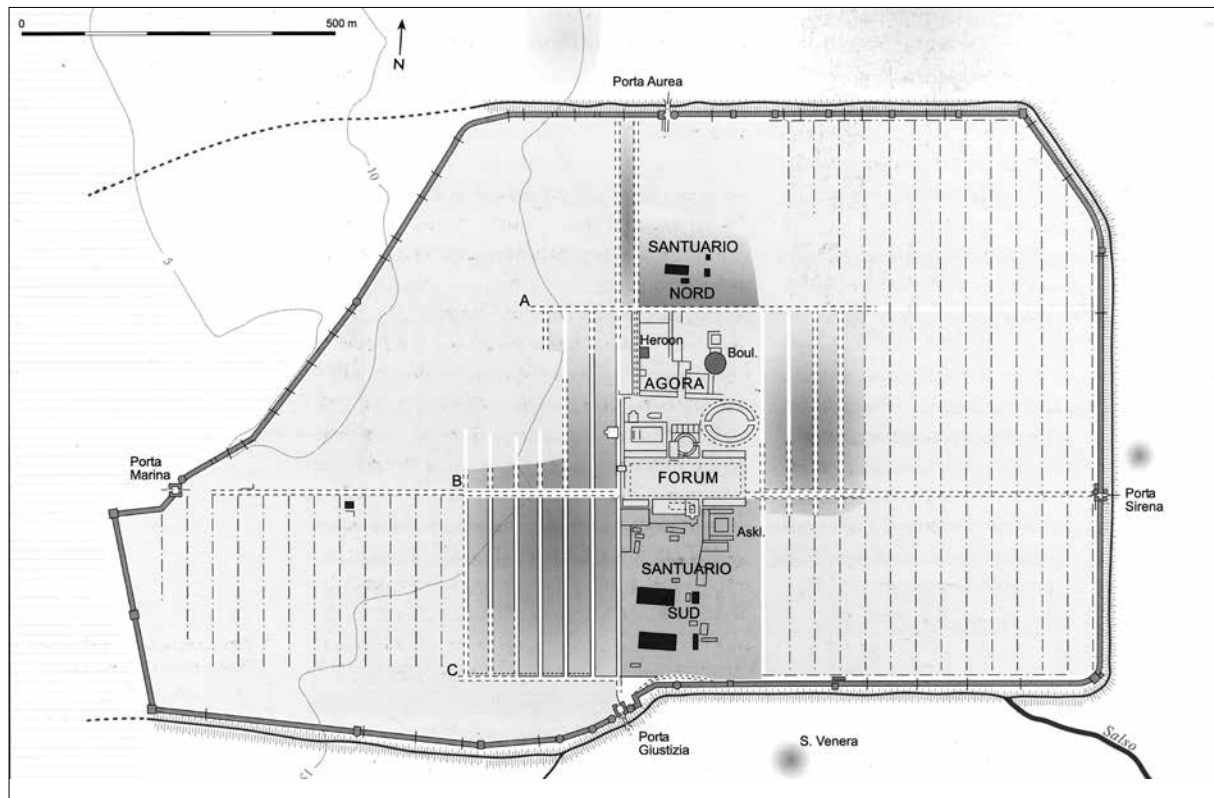 0 500 m
N
Porta Aurea
10
5
SANTUARIO
NORD
A
Heroon
Boul.
AGORA
Porta
Marina
B
FORUM
Porta
Sirena
Askl.
SANTUARIO
SUD
C
Porta
Giustizia
S. Venera
Salso
15